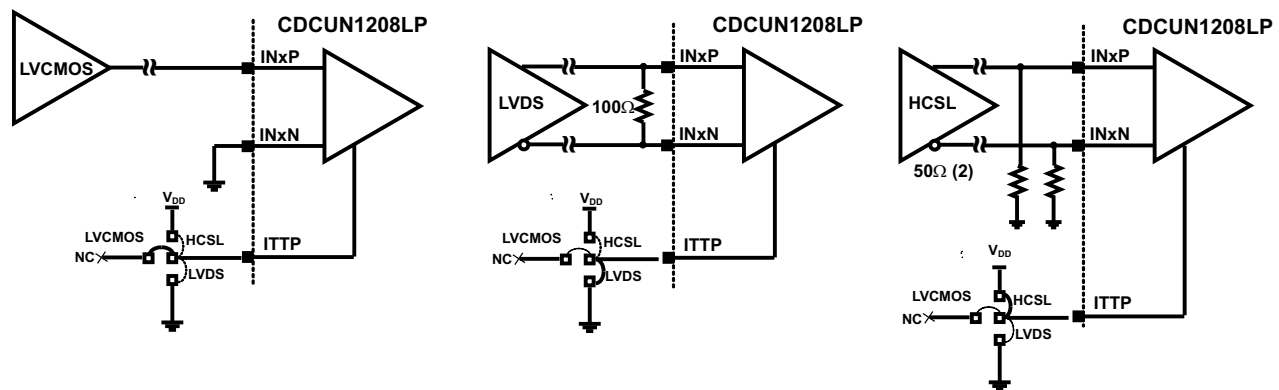 CDCUN1208LP
LVCMOS
INxP
INxN
VDD
LVCMOS
HCSL
NC
LVDS
ITTP
LVDS
100Ω
INxP
INxN
VDD
LVCMOS
HCSL
NC
LVDS
ITTP
CDCUN1208LP
HCSL
INxP
INxN
50Ω (2)
VDD
LVCMOS
HCSL
NC
LVDS
ITTP